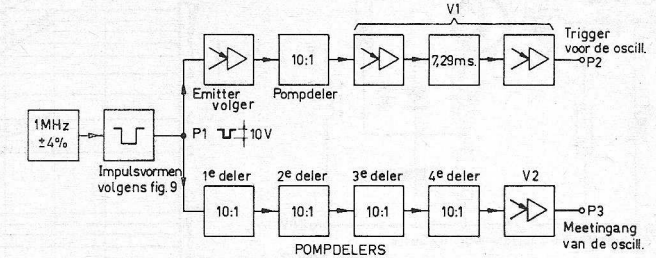 V1
Trigger
voor de oscill.
P2
10:1
7,29ms.
Emitter
volger
Pompdeler
1MHz
±4%
P1
10V
Impulsvormen
volgens fig. 9
1e deler
2e deler
3e deler
4e deler
V2
10:1
10:1
10:1
10:1
P3
Meetingang
van de oscill.
POMPDELERS